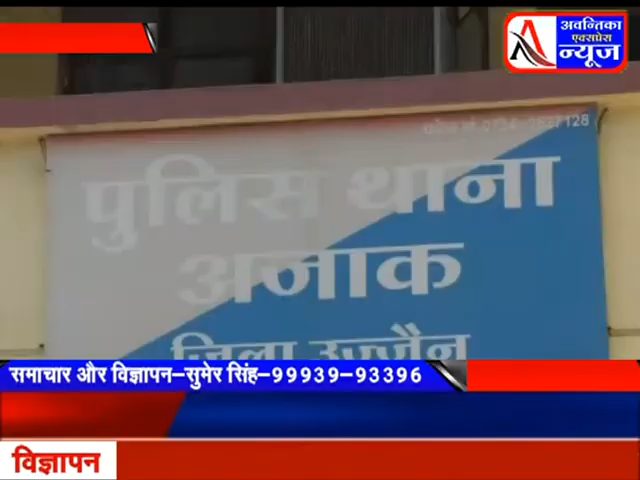 अवन्तिका
एक्सप्रेस
न्यूज
पुलिस थाना
अजाक
जिला उज्जैन
समाचार और विज्ञापन–सुमेर सिंह–99939–93396
विज्ञापन